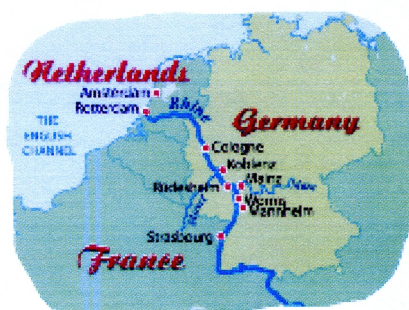 Netherlands
Amsterdam
Rotterdam
Rhine
THE
ENGLISH
CHANNEL
Germany
Cologne
Koblenz
Mainz
Rüdesheim
Worms
Mannheim
Strasbourg
France